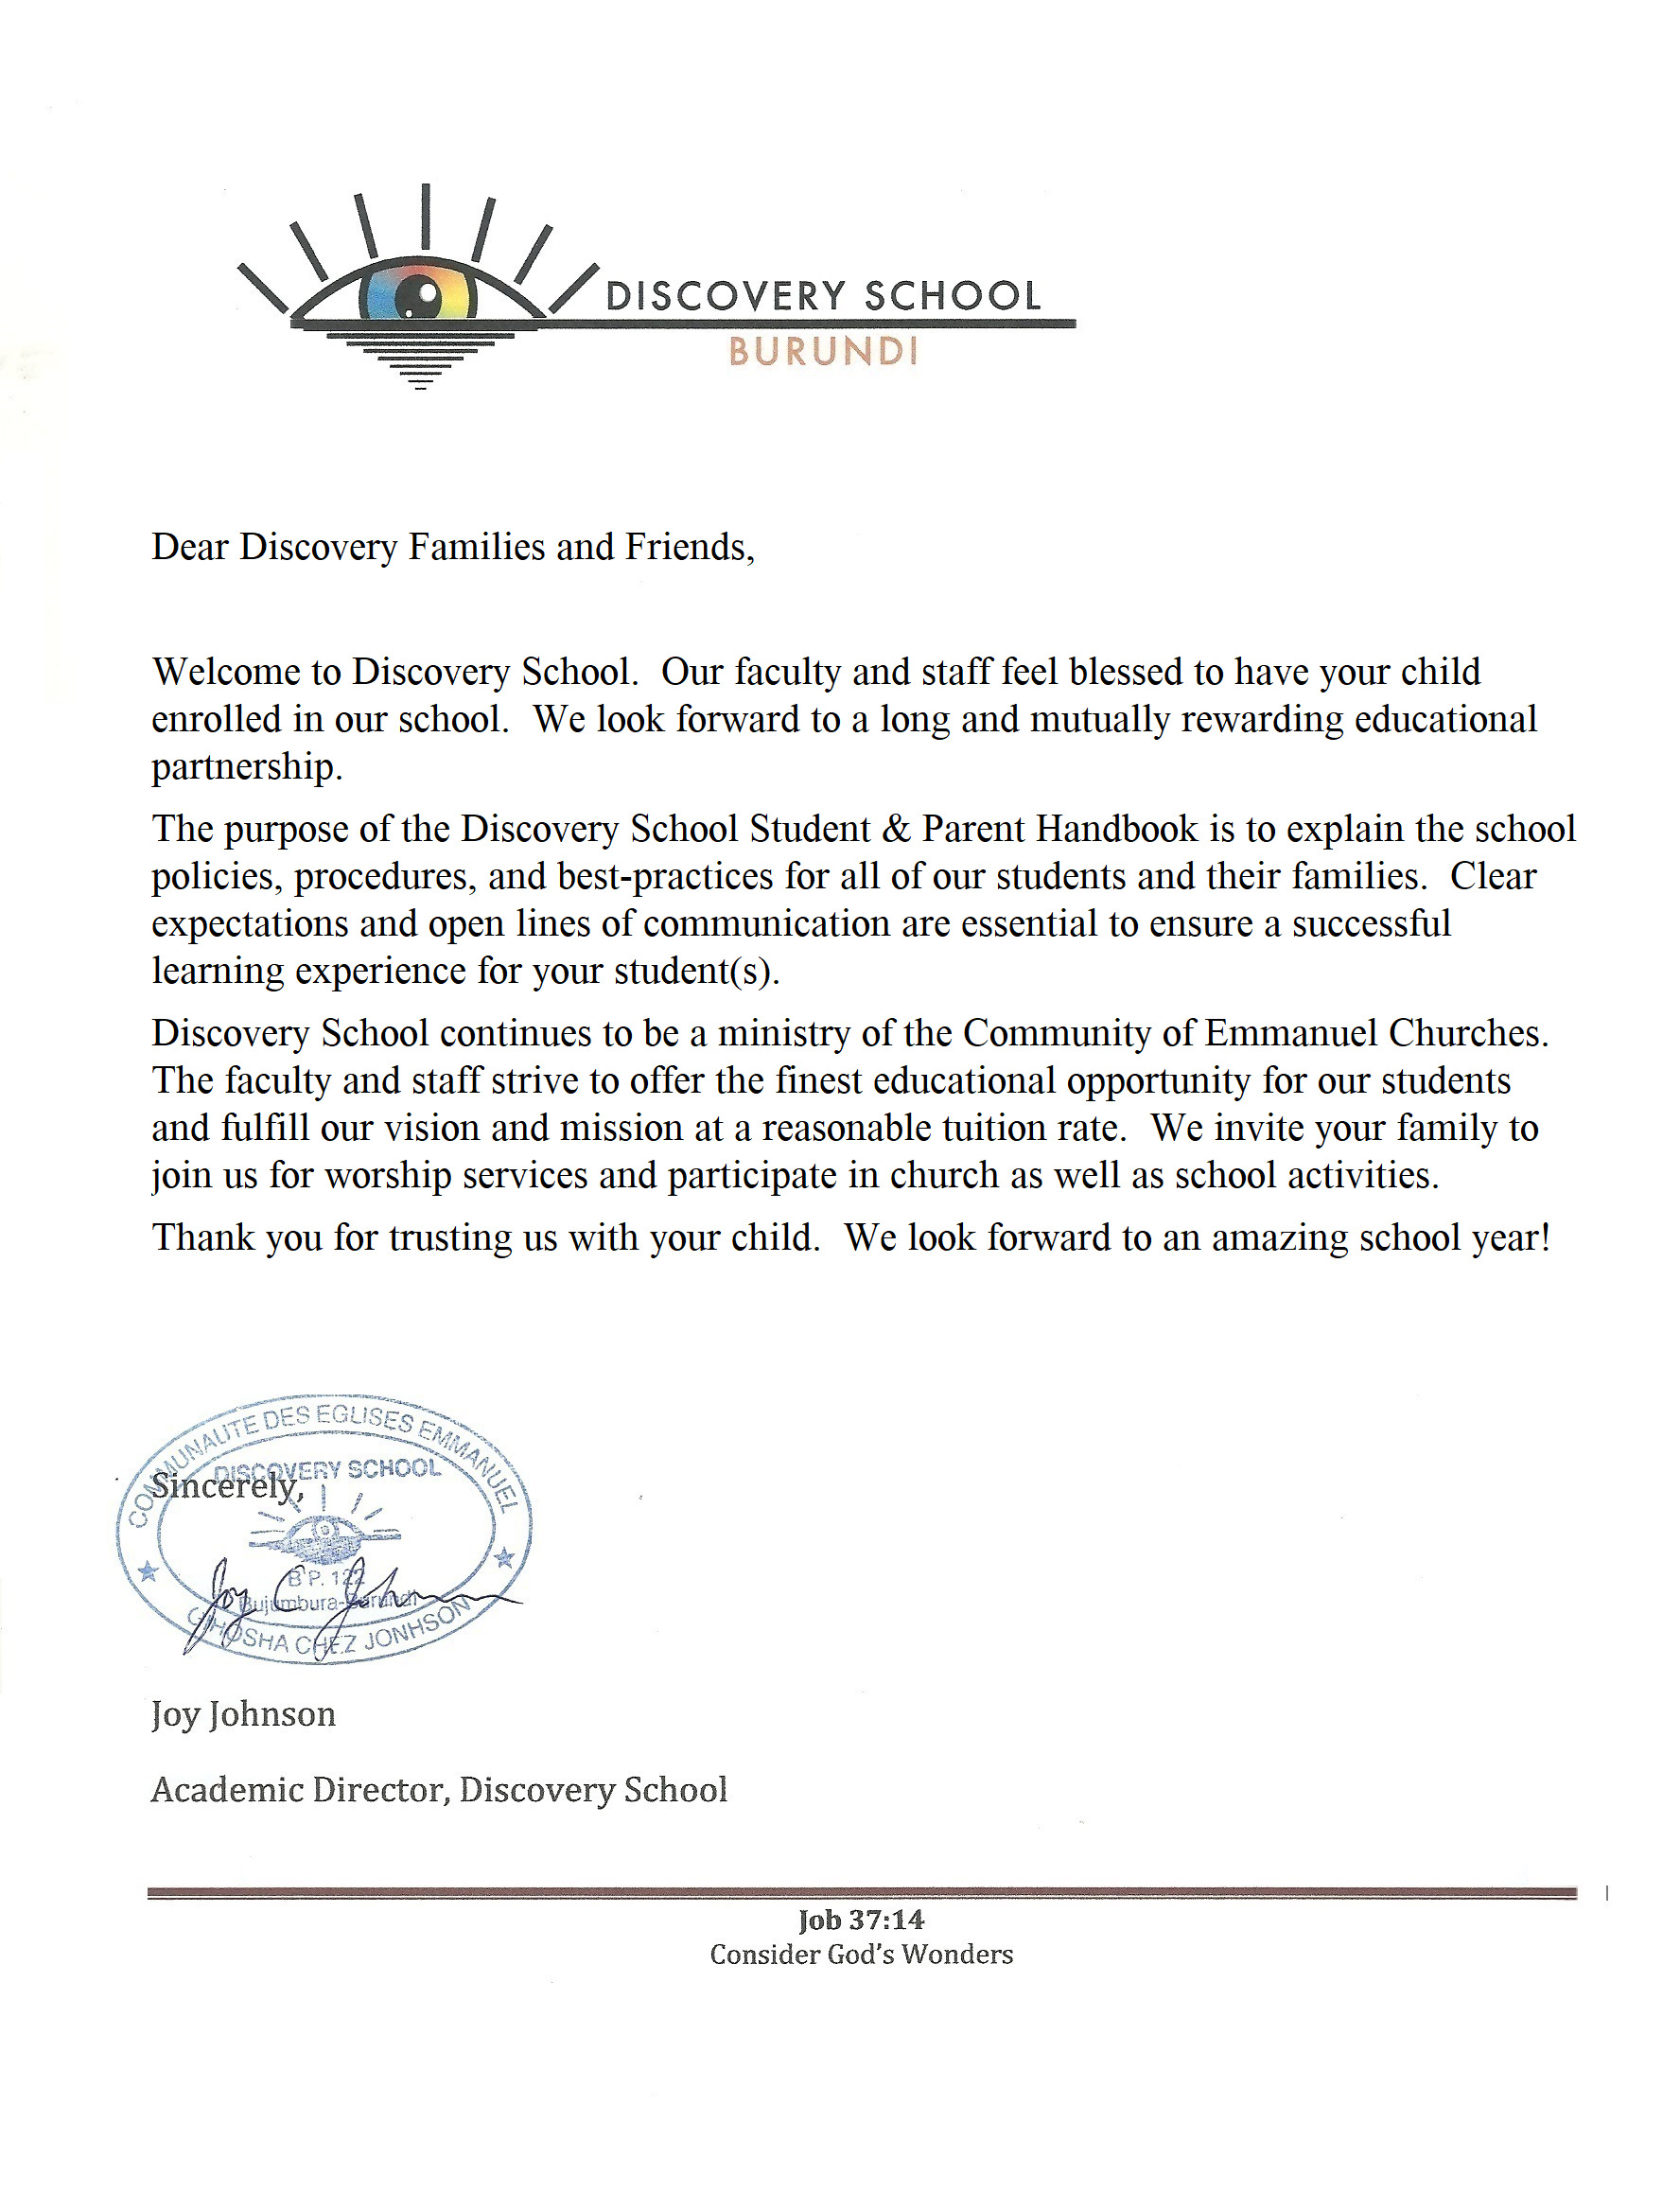 DISCOVERY SCHOOL
BURUNDI
Dear Discovery Families and Friends,
Welcome to Discovery School.  Our faculty and staff feel blessed to have your child
enrolled in our school.  We look forward to a long and mutually rewarding educational
partnership.
The purpose of the Discovery School Student & Parent Handbook is to explain the school
policies, procedures, and best-practices for all of our students and their families.  Clear
expectations and open lines of communication are essential to ensure a successful
learning experience for your student(s).
Discovery School continues to be a ministry of the Community of Emmanuel Churches.
The faculty and staff strive to offer the finest educational opportunity for our students
and fulfill our vision and mission at a reasonable tuition rate.  We invite your family to
join us for worship services and participate in church as well as school activities.
Thank you for trusting us with your child.  We look forward to an amazing school year!
COMMUNAUTE DES EGLISES EMMANUEL
DISCOVERY SCHOOL
Sincerely,
B.P. 122
Bujumbura-Burundi
Joy C Johnson
GIHOSHA CHEZ JONHSON
Joy Johnson
Academic Director, Discovery School
Job 37:14
Consider God's Wonders